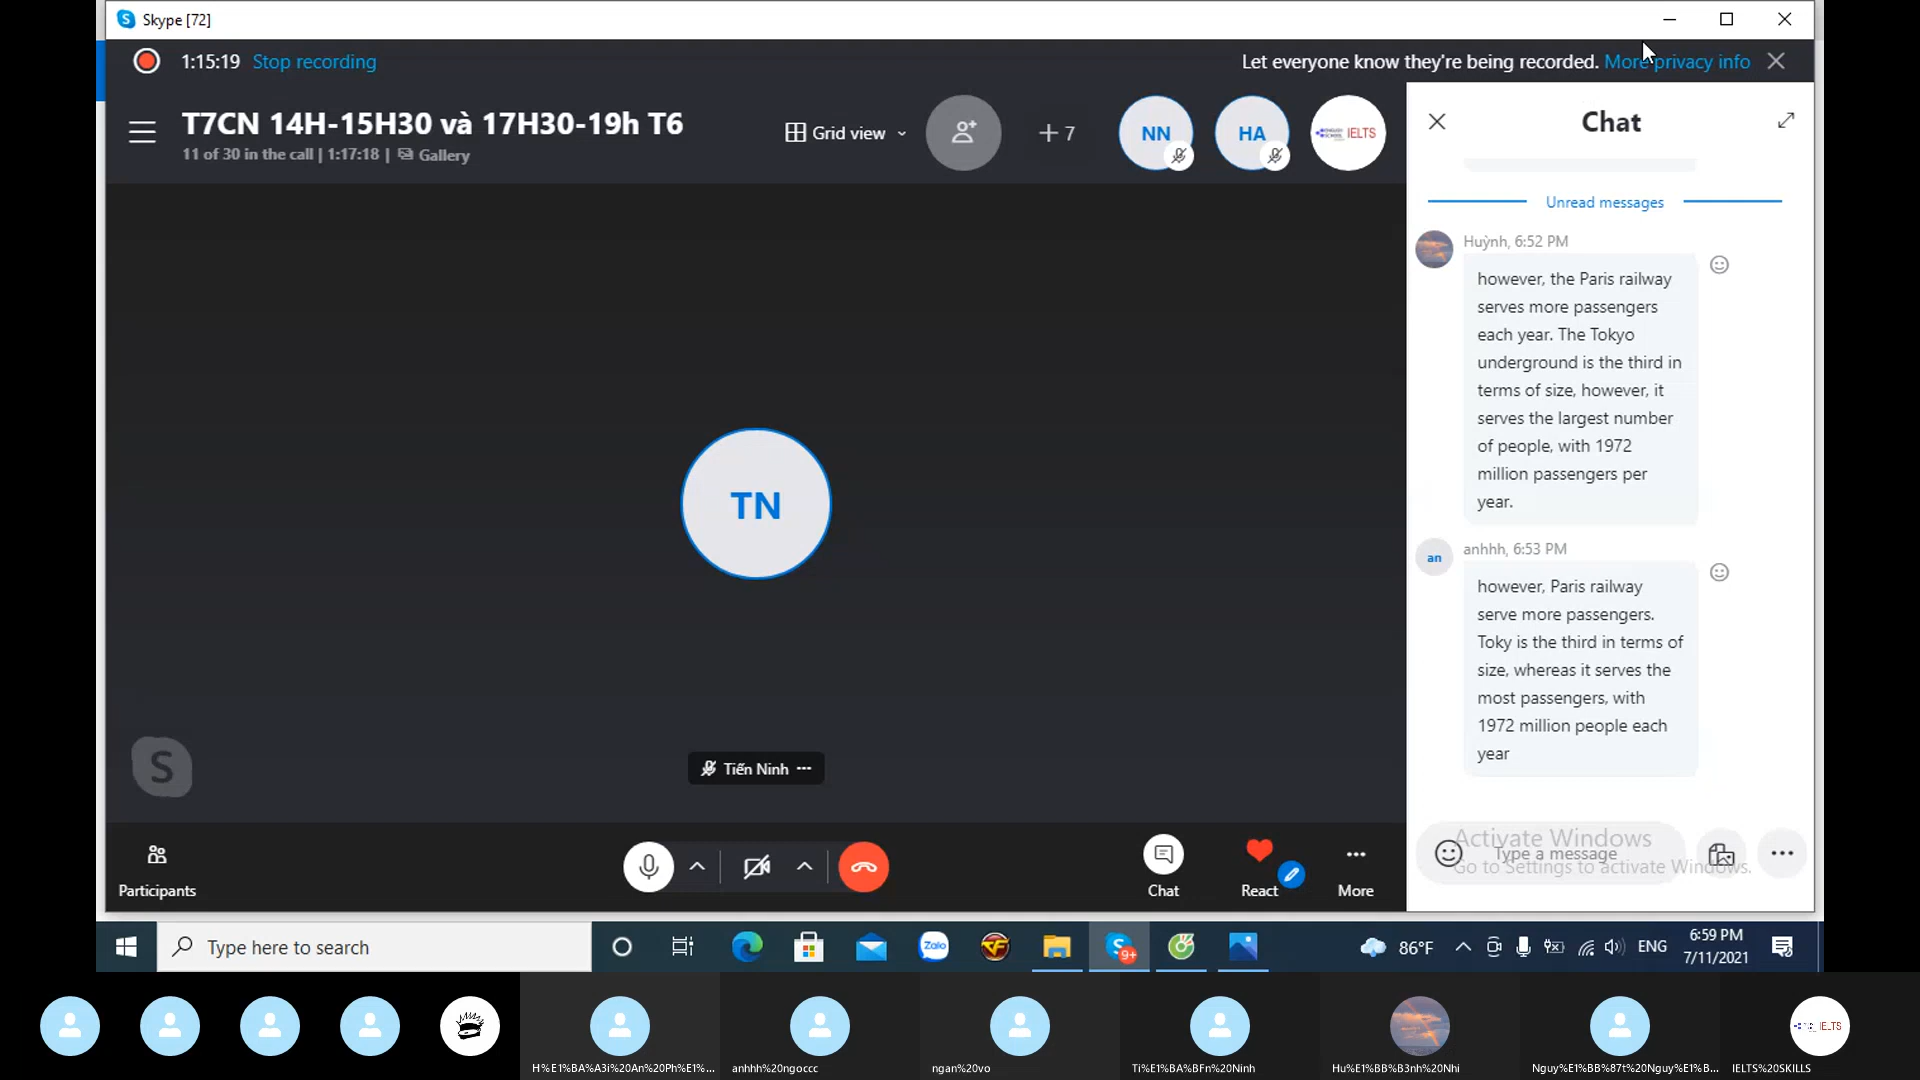 Skype [72]
1:15:19 Stop recording
Let everyone know they're being recorded. More privacy info
T7CN 14H-15H30 và 17H30-19h T6
11 of 30 in the call | 1:17:18 | Gallery
Grid view
+7
NN
HA
IELTS
Chat
Unread messages
Huỳnh, 6:52 PM
however, the Paris railway
serves more passengers
each year. The Tokyo
underground is the third in
terms of size, however, it
serves the largest number
of people, with 1972
million passengers per
year.
an
anhhh, 6:53 PM
however, Paris railway
serve more passengers.
Toky is the third in terms of
size, whereas it serves the
most passengers, with
1972 million people each
year
TN
Tiến Ninh
Participants
Chat
React
More
Type a message
Activate Windows
Go to Settings to activate Windows.
Type here to search
Zalo
9+
86°F
ENG
6:59 PM
7/11/2021
H%E1%BA%A3i%20An%20Ph%E1%...
anhhh%20ngoccc
ngan%20vo
Ti%E1%BA%BFn%20Ninh
Hu%E1%BB%B3nh%20Nhi
Nguy%E1%BB%87t%20Nguy%E1%B...
IELTS%20SKILLS